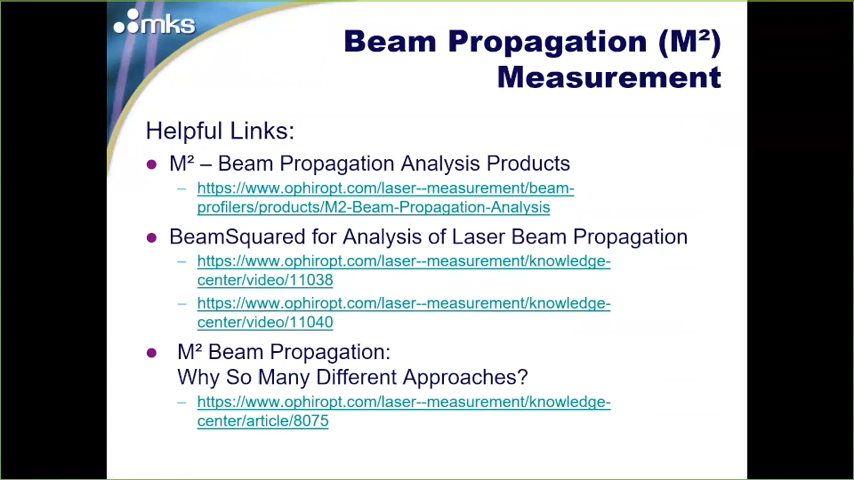 mks
Beam Propagation (M²)
Measurement
Helpful Links:
● M² – Beam Propagation Analysis Products
– https://www.ophiropt.com/laser--measurement/beam-
profilers/products/M2-Beam-Propagation-Analysis
● BeamSquared for Analysis of Laser Beam Propagation
– https://www.ophiropt.com/laser--measurement/knowledge-
center/video/11038
– https://www.ophiropt.com/laser--measurement/knowledge-
center/video/11040
● M² Beam Propagation:
Why So Many Different Approaches?
– https://www.ophiropt.com/laser--measurement/knowledge-
center/article/8075